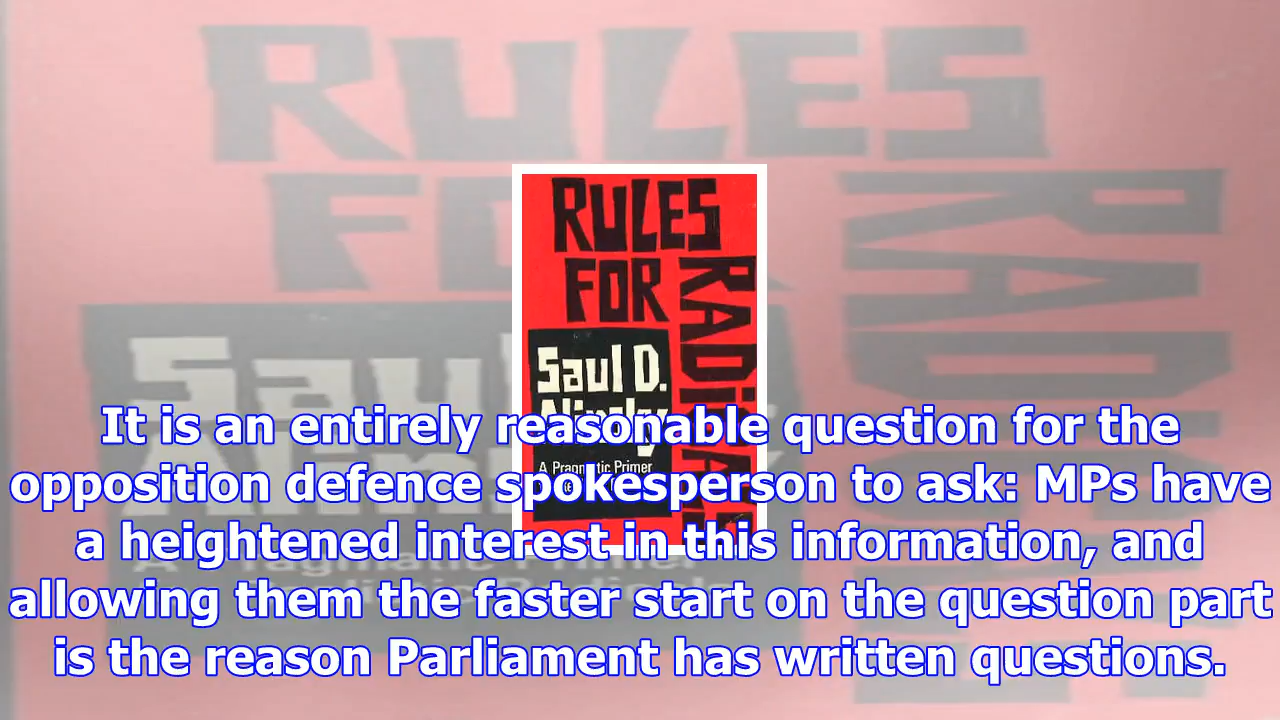 RULES
FOR
RADICALS
Saul D.
Alinsky
A Pragmatic Primer
It is an entirely reasonable question for the
opposition defence spokesperson to ask: MPs have
a heightened interest in this information, and
allowing them the faster start on the question part
is the reason Parliament has written questions.